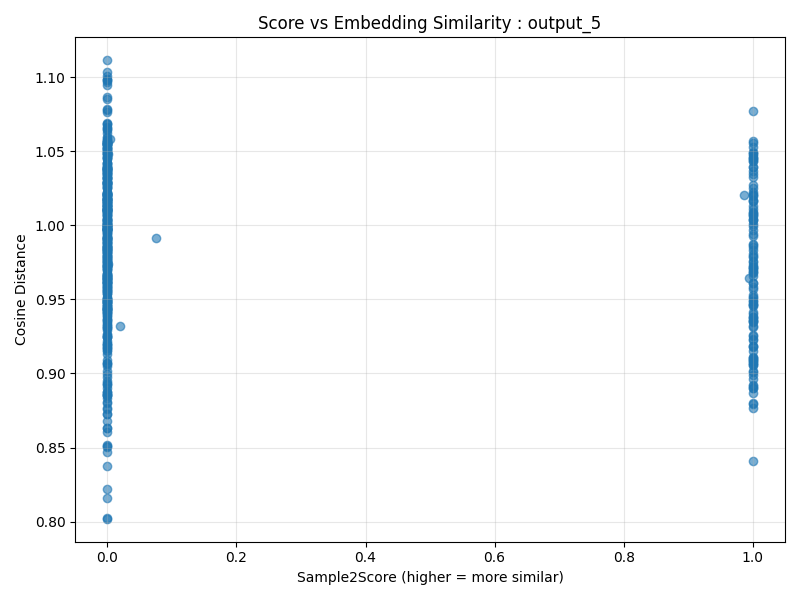 Score vs Embedding Similarity : output_5
Cosine Distance
1.10
1.05
1.00
0.95
0.90
0.85
0.80
0.0 0.2 0.4 0.6 0.8 1.0
Sample2Score (higher = more similar)